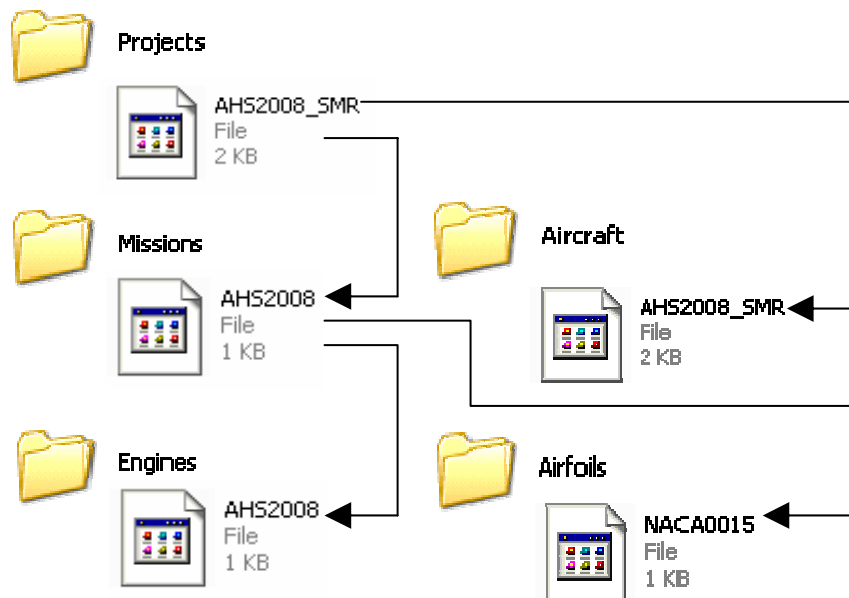 Projects
AHS2008_SMR
File
2 KB
Missions
AHS2008
File
1 KB
Engines
AHS2008
File
1 KB
Aircraft
AHS2008_SMR
File
2 KB
Airfoils
NACA0015
File
1 KB